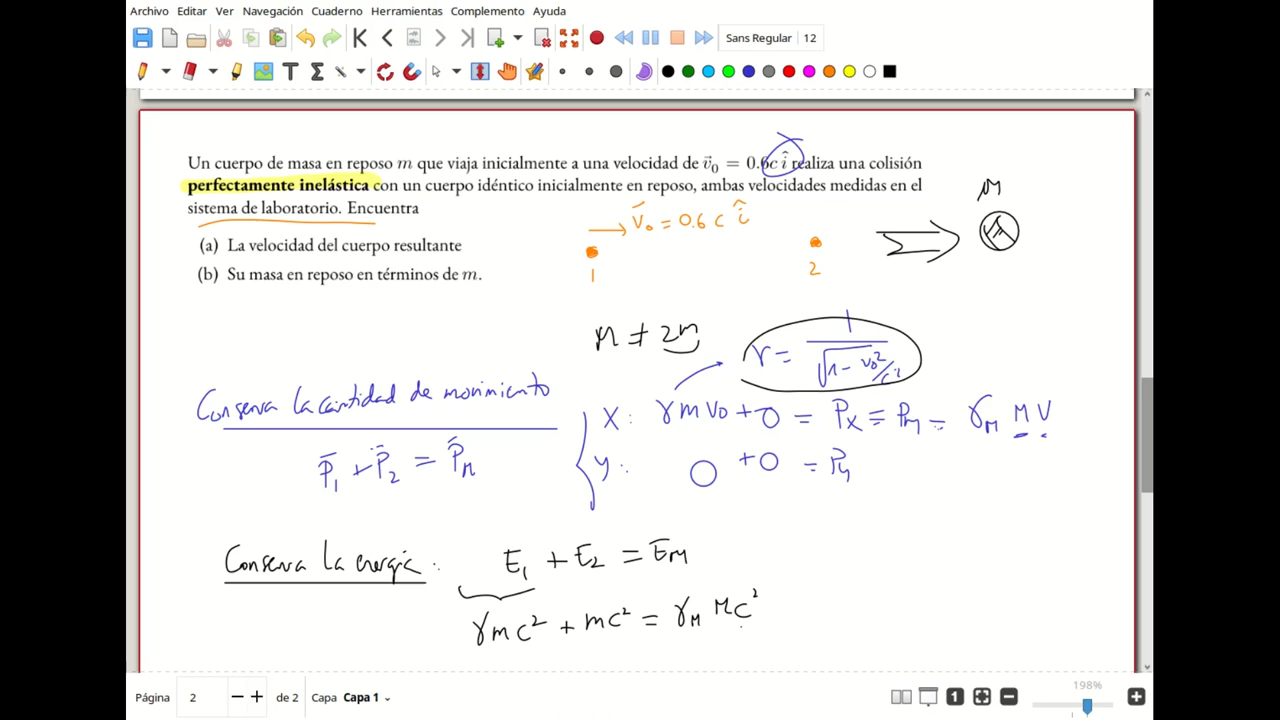 Archivo Editar Ver Navegación Cuaderno Herramientas Complemento Ayuda
Sans Regular 12
Un cuerpo de masa en reposo m que viaja inicialmente a una velocidad de v⃗₀ = 0.6c î realiza una colisión
perfectamente inelástica con un cuerpo idéntico inicialmente en reposo, ambas velocidades medidas en el
sistema de laboratorio. Encuentra
(a) La velocidad del cuerpo resultante
(b) Su masa en reposo en términos de m.
v⃗₀ = 0.6 c î
1
2
M
M ≠ 2m
γ = 1/√(1 - v₀²/c²)
Conserva la cantidad de movimiento
P̄₁ + P̄₂ = P̄_M
X: γ m v₀ + 0 = Pₓ = P_M = γ_M M V
Y: 0 + 0 = P_y
Conserva la energía: E₁ + E₂ = E_M
γmc² + mc² = γ_M Mc²
Página 2 de 2 Capa Capa 1
198%